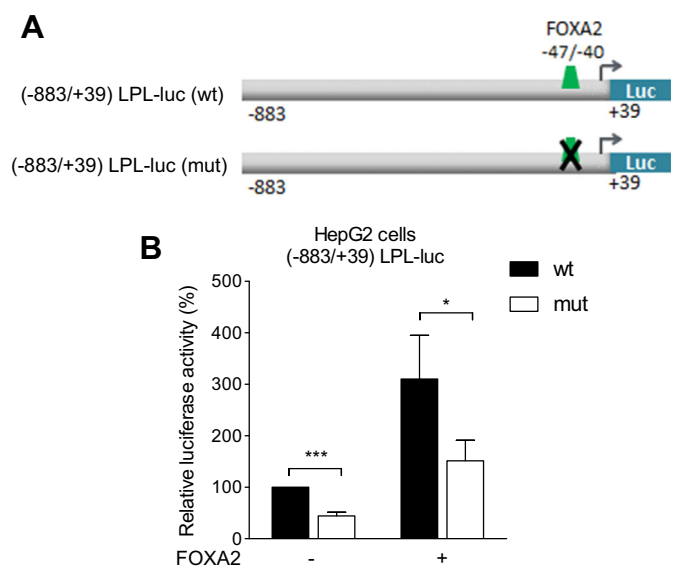 A
FOXA2
-47/-40
(-883/+39) LPL-luc (wt)
Luc
-883
+39
(-883/+39) LPL-luc (mut)
Luc
-883
+39
B
HepG2 cells
(-883/+39) LPL-luc
wt
mut
Relative luciferase activity (%)
500
400
300
200
100
0
***
*
FOXA2
-
+